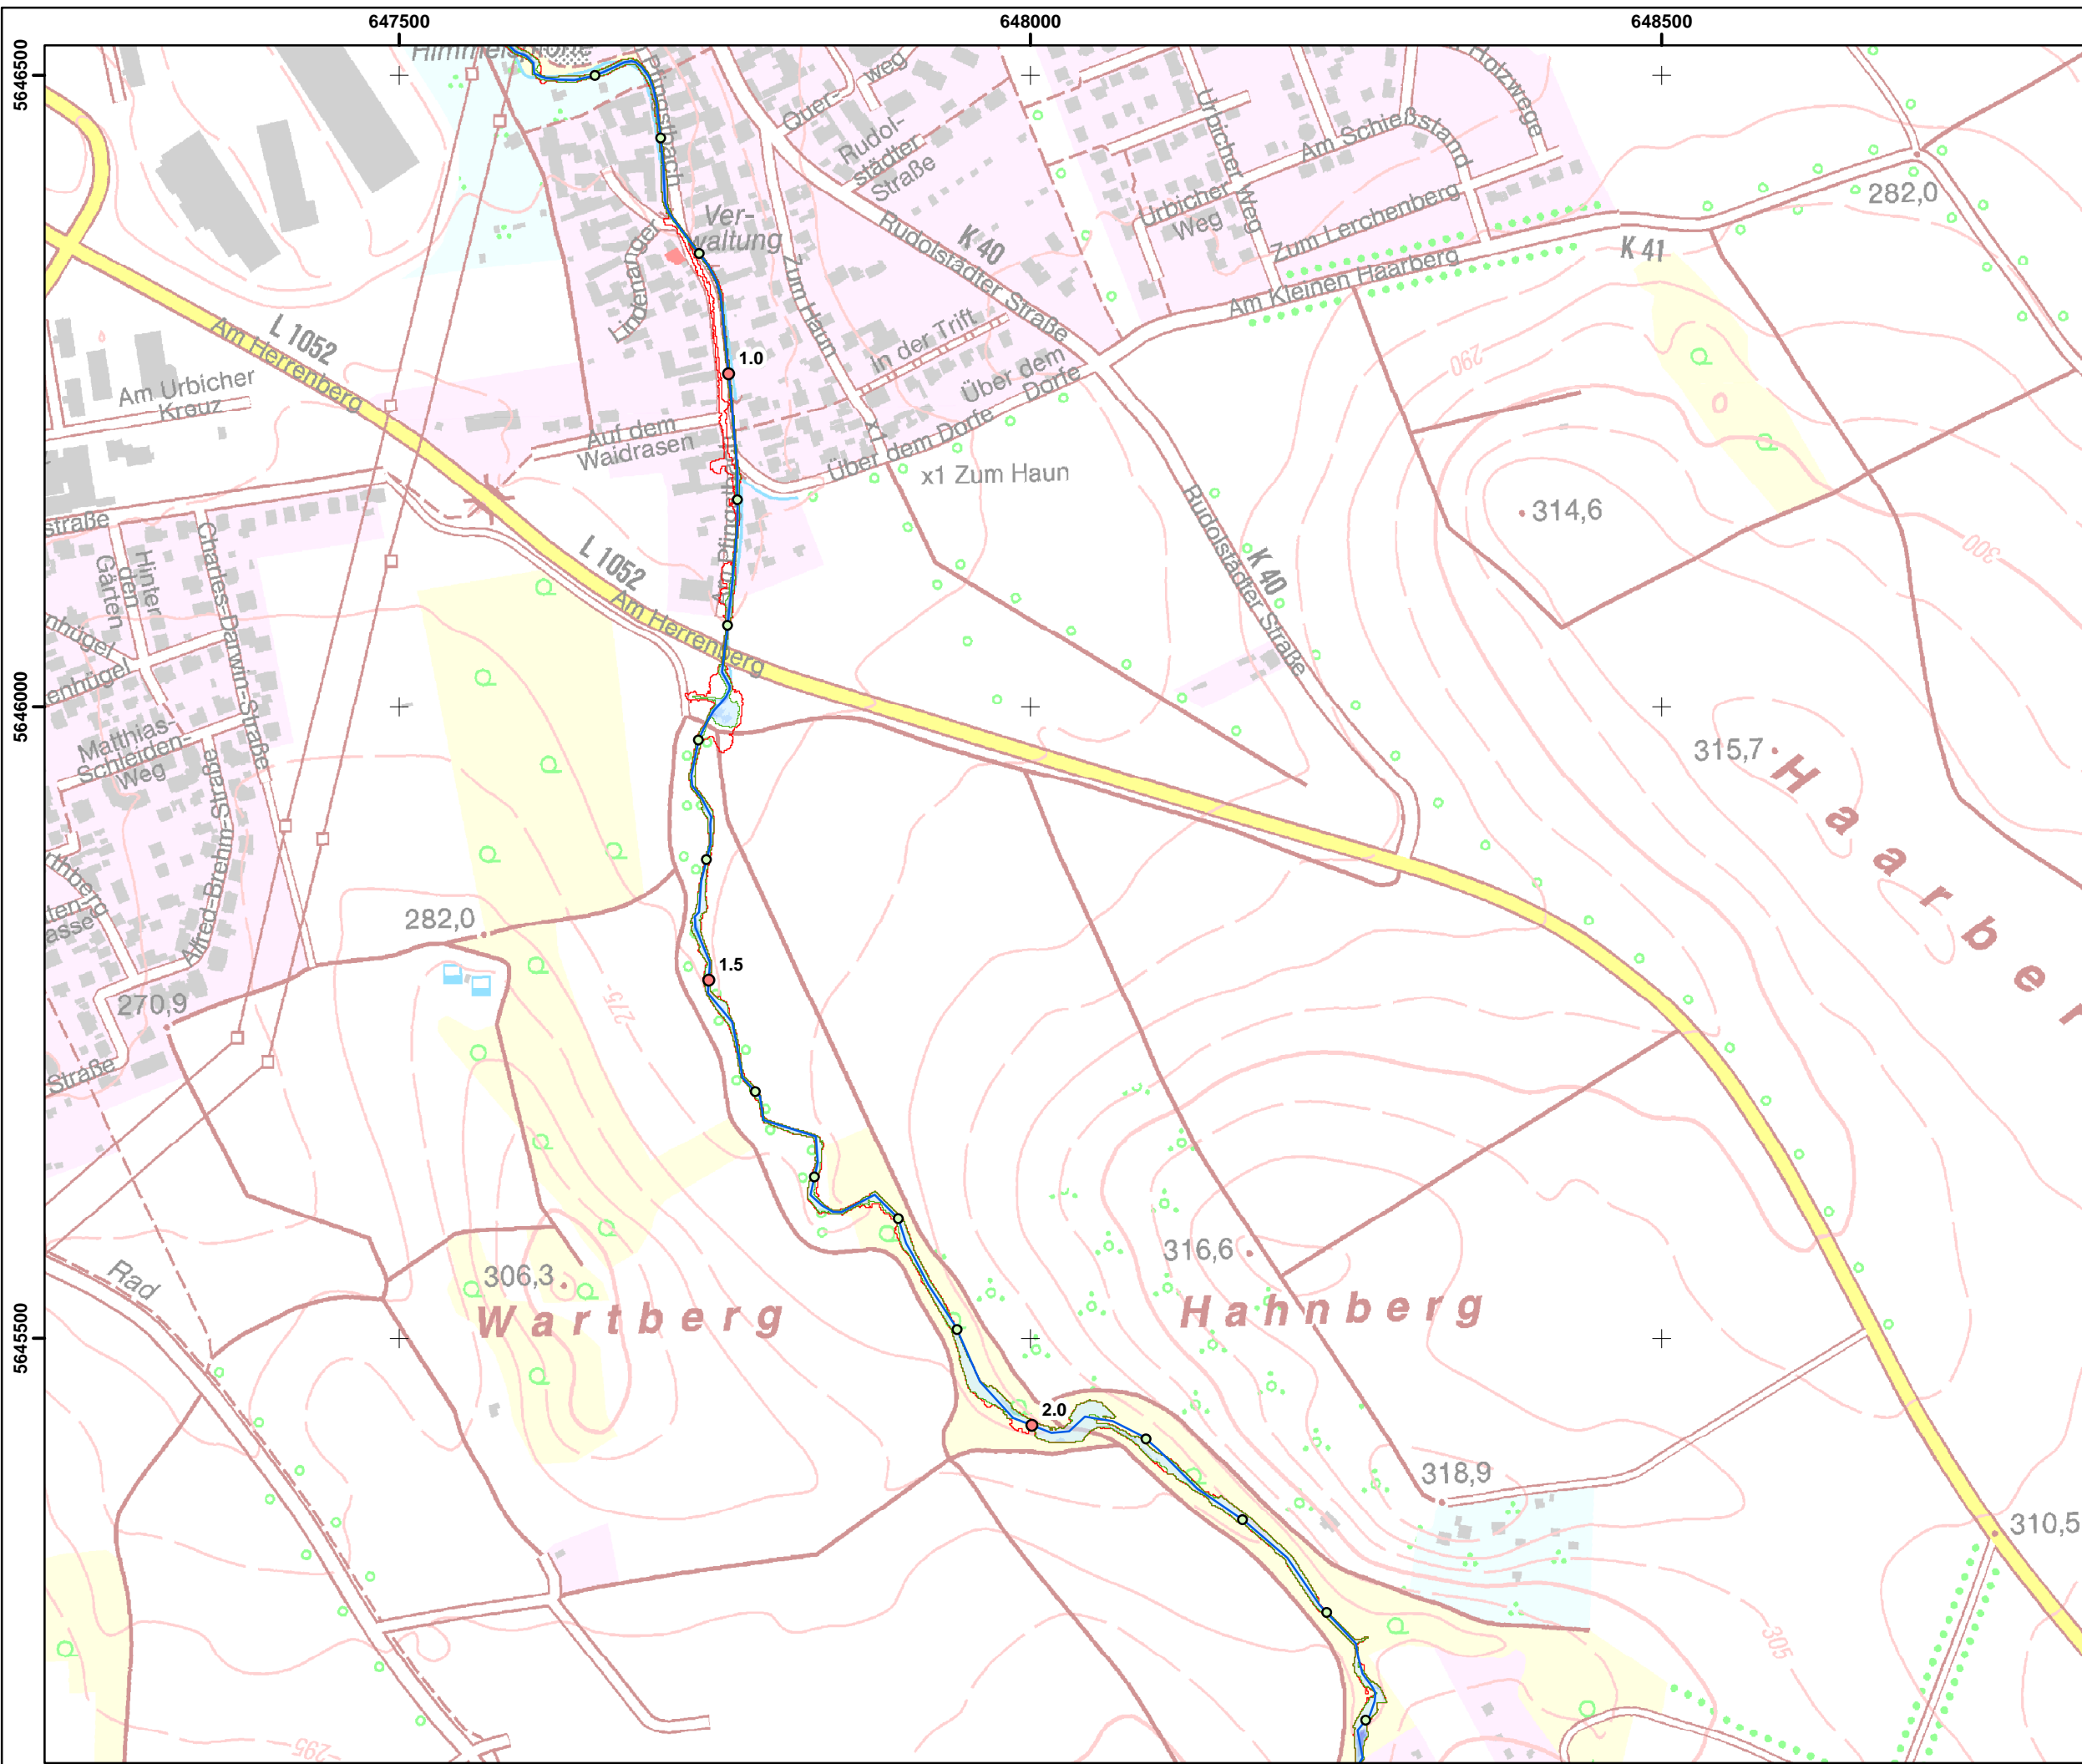 647500
648000
648500
5646500
5646000
5645500
Quer-
weg
Rudol-
städter
Straße
Ver-
waltung
Lindenanger
Zum Haun
K 40
Rudolstädter Straße
Urbicher Weg
Urbicher
Weg
Am Schießstand
Zum Lerchenberg
Am Kleinen Haarberg
K 41
282,0
L 1052
Am Herrenberg
Am Urbicher
Kreuz
1.0
In der Trift
Über dem
Dorfe
Über dem Dorfe
x1
x1 Zum Haun
Auf dem
Waidrasen
290
314,6
300
straße
Hinter
den
Gärten
Charles-Darwin-Straße
L 1052
Am Herrenberg
K 40
Rudolstädter Straße
enhügel
Matthias-
Schleiden-
Weg
Alfred-Brehm-Straße
315,7
Haarber
282,0
1.5
270,9
275
Straße
Rad
306,3
Wartberg
316,6
Hahnberg
2.0
318,9
310,5
305
295